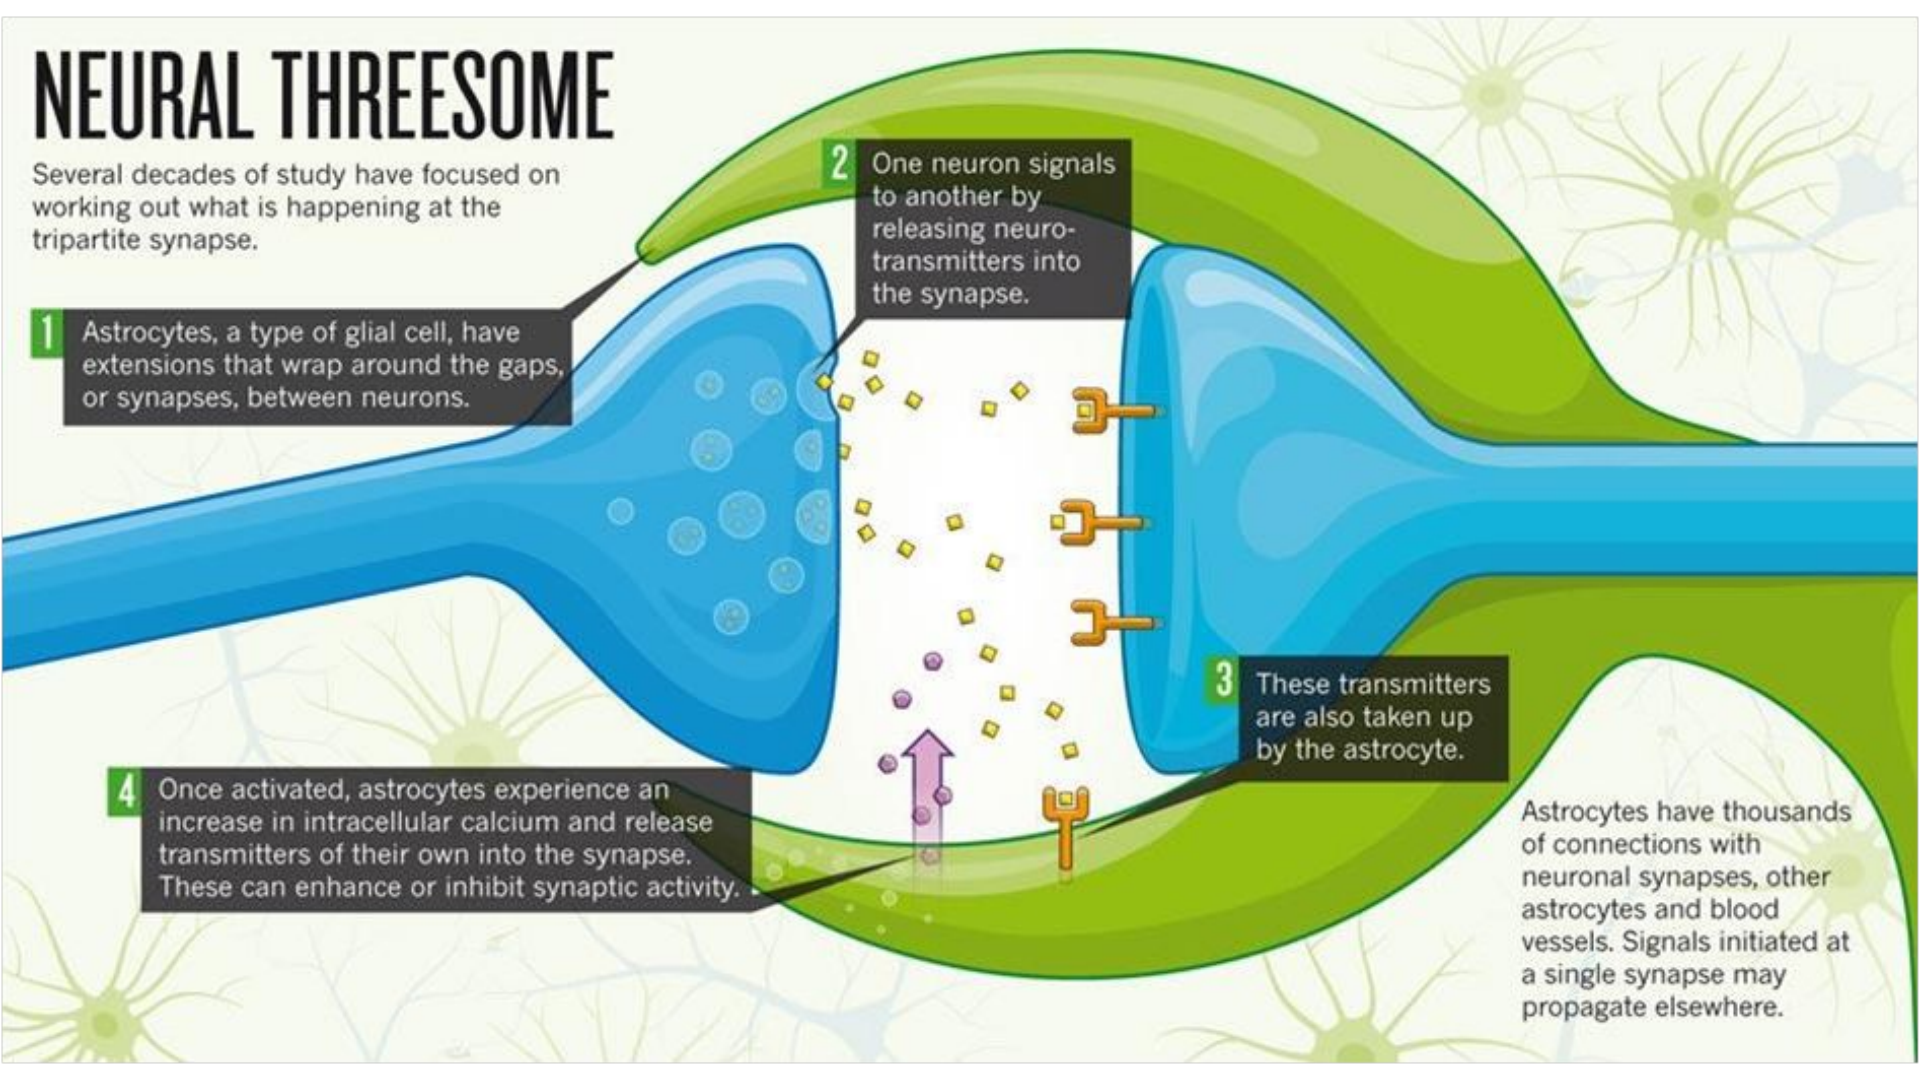 NEURAL THREESOME
Several decades of study have focused on
working out what is happening at the
tripartite synapse.
1
Astrocytes, a type of glial cell, have
extensions that wrap around the gaps,
or synapses, between neurons.
2
One neuron signals
to another by
releasing neuro-
transmitters into
the synapse.
3
These transmitters
are also taken up
by the astrocyte.
4
Once activated, astrocytes experience an
increase in intracellular calcium and release
transmitters of their own into the synapse.
These can enhance or inhibit synaptic activity.
Astrocytes have thousands
of connections with
neuronal synapses, other
astrocytes and blood
vessels. Signals initiated at
a single synapse may
propagate elsewhere.